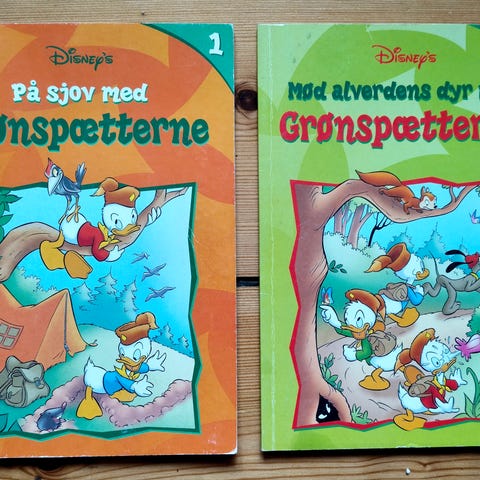 Disney's
1
På sjov med
ønspætterne
Disney's
Mød alverdens dyr
Grønspætte